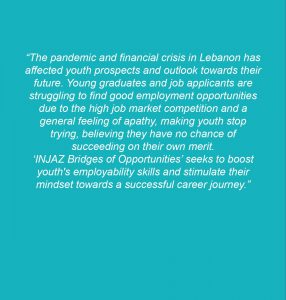 “The pandemic and financial crisis in Lebanon has
affected youth prospects and outlook towards their
future. Young graduates and job applicants are
struggling to find good employment opportunities
due to the high job market competition and a
general feeling of apathy, making youth stop
trying, believing they have no chance of
succeeding on their own merit.
‘INJAZ Bridges of Opportunities’ seeks to boost
youth's employability skills and stimulate their
mindset towards a successful career journey.”